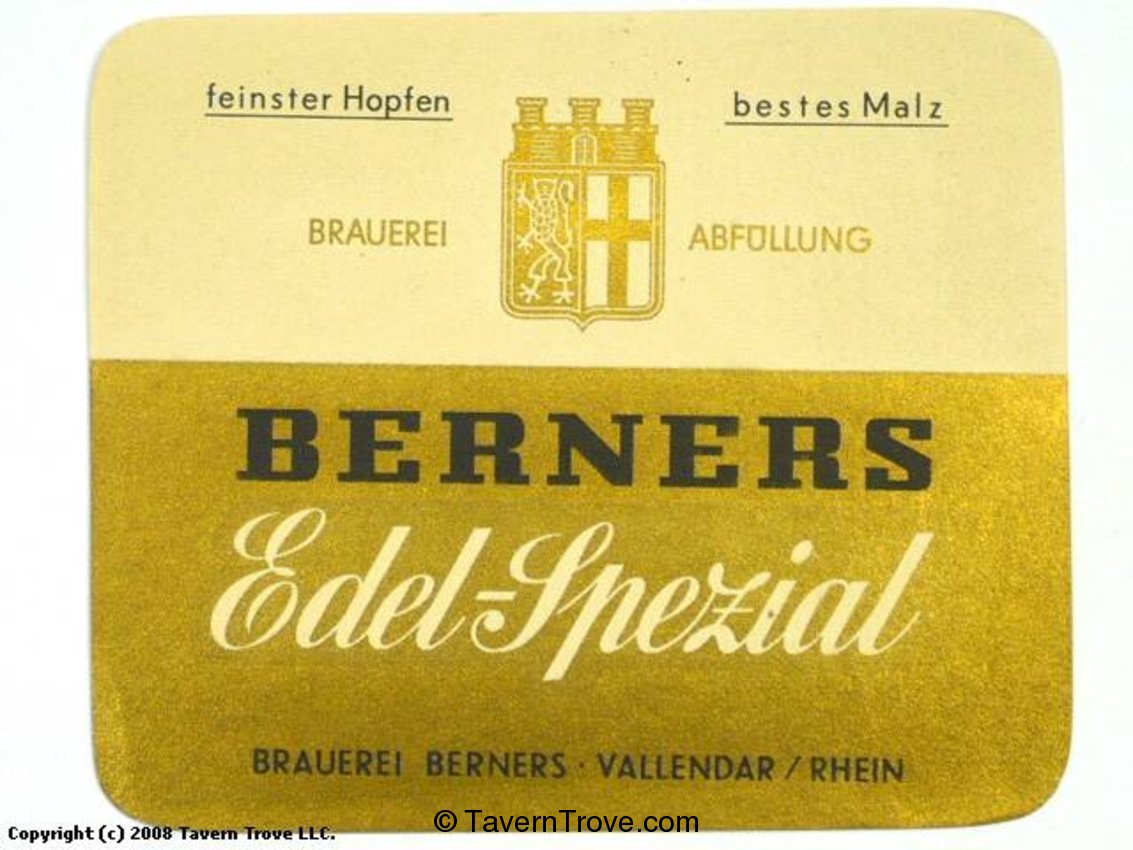 feinster Hopfen
bestes Malz
BRAUEREI
ABFÜLLUNG
BERNERS
Edel-Spezial
BRAUEREI BERNERS · VALLENDAR / RHEIN
Copyright (c) 2008 Tavern Trove LLC.
© TavernTrove.com